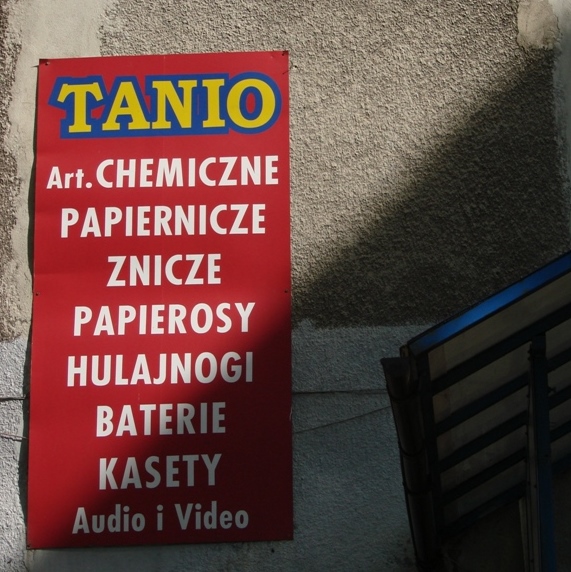 TANIO
Art. CHEMICZNE
PAPIERNICZE
ZNICZE
PAPIEROSY
HULAJNOGI
BATERIE
KASETY
Audio i Video